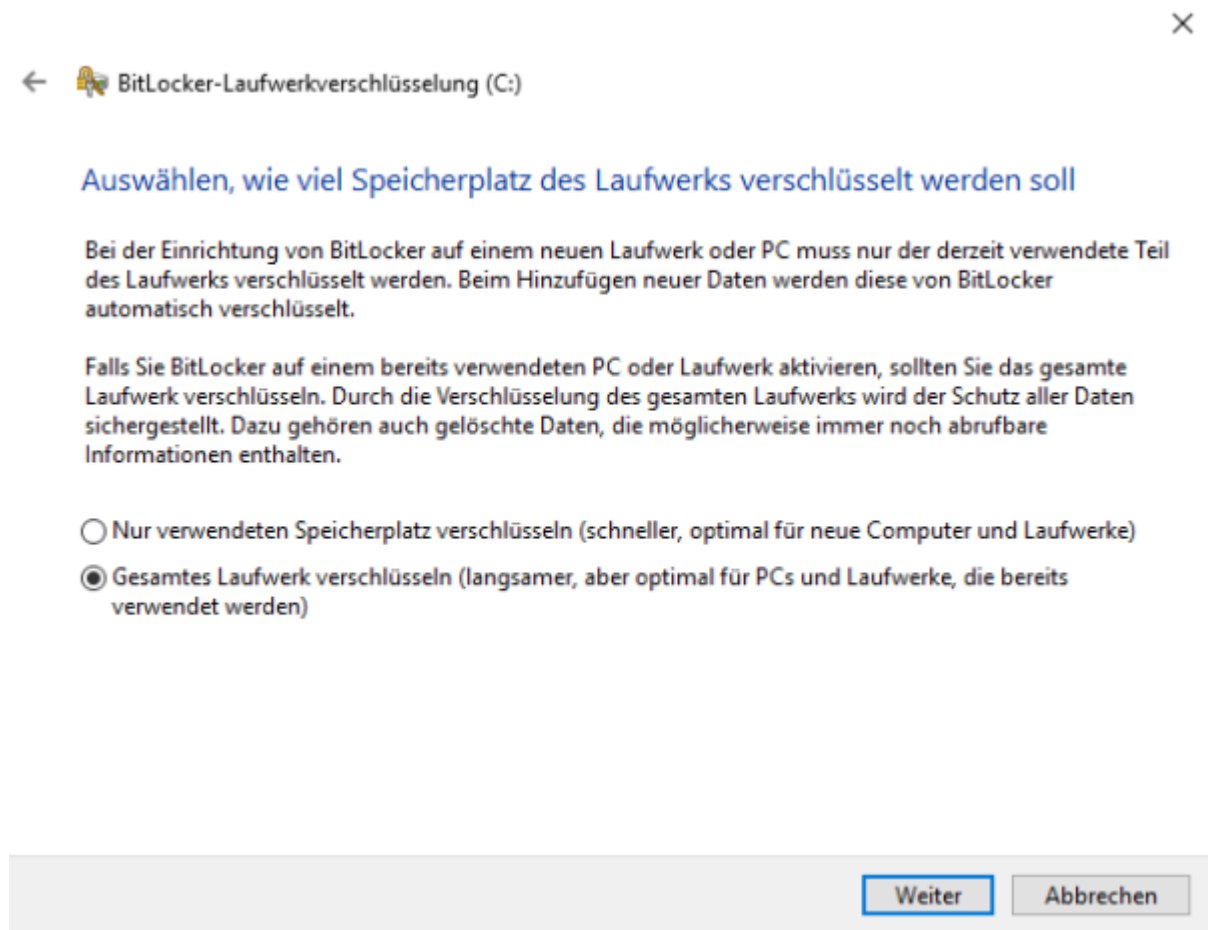 BitLocker-Laufwerkverschlüsselung (C:)
Auswählen, wie viel Speicherplatz des Laufwerks verschlüsselt werden soll
Bei der Einrichtung von BitLocker auf einem neuen Laufwerk oder PC muss nur der derzeit verwendete Teil
des Laufwerks verschlüsselt werden. Beim Hinzufügen neuer Daten werden diese von BitLocker
automatisch verschlüsselt.
Falls Sie BitLocker auf einem bereits verwendeten PC oder Laufwerk aktivieren, sollten Sie das gesamte
Laufwerk verschlüsseln. Durch die Verschlüsselung des gesamten Laufwerks wird der Schutz aller Daten
sichergestellt. Dazu gehören auch gelöschte Daten, die möglicherweise immer noch abrufbare
Informationen enthalten.
Nur verwendeten Speicherplatz verschlüsseln (schneller, optimal für neue Computer und Laufwerke)
Gesamtes Laufwerk verschlüsseln (langsamer, aber optimal für PCs und Laufwerke, die bereits
verwendet werden)
Weiter
Abbrechen